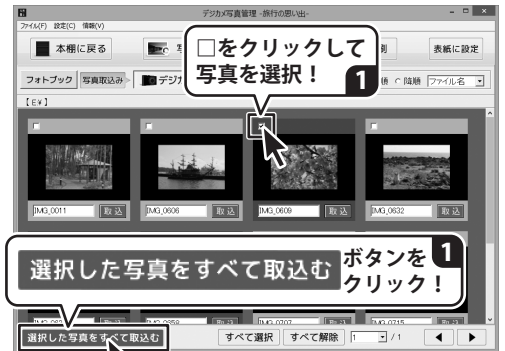 デジカメ写真管理 -旅行の思い出-
ファイル(F) 設定(C) 情報(V)
本棚に戻る
表紙に設定
□をクリックして
写真を選択！
1
フォトブック
写真取込み
降順
ファイル名
【E:¥】
IMG_0011 取込
IMG_0606 取込
IMG_0609 取込
IMG_0632 取込
選択した写真をすべて取込む
ボタンを
クリック！
1
IMG_0707
IMG_0715
選択した写真をすべて取込む
すべて選択
すべて解除
1
/ 1